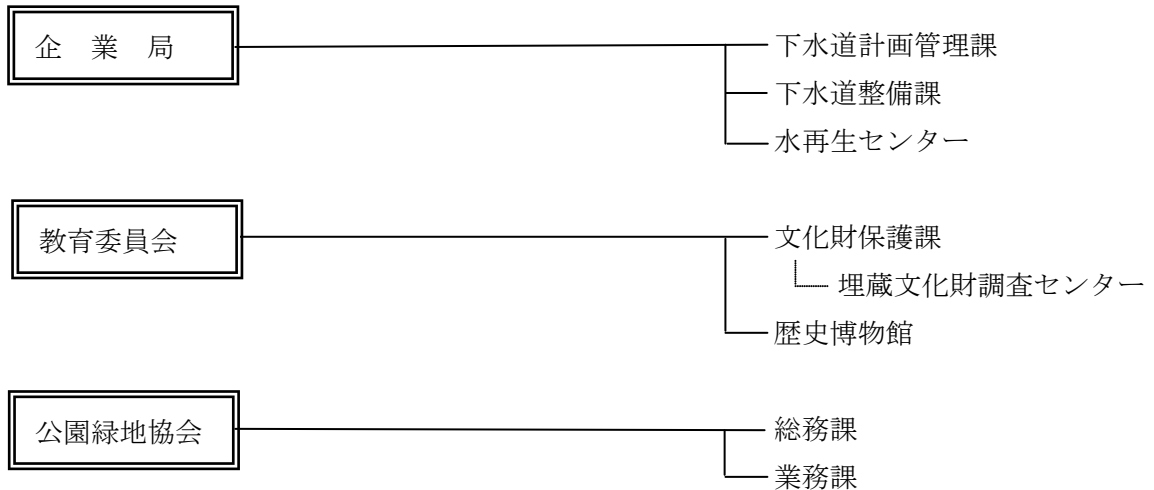 企　業　局
下水道計画管理課
下水道整備課
水再生センター
教育委員会
文化財保護課
埋蔵文化財調査センター
歴史博物館
公園緑地協会
総務課
業務課